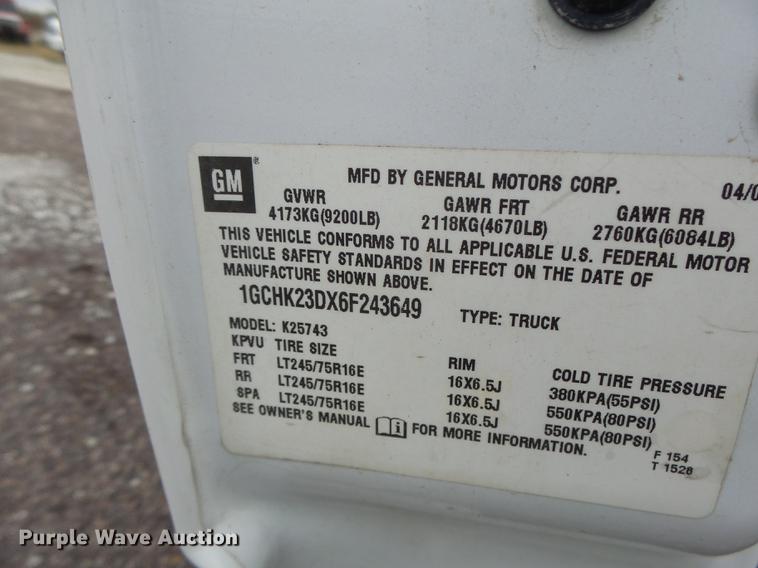 GM ® MFD BY GENERAL MOTORS CORP. 04/0
GVWR GAWR FRT GAWR RR
4173KG(9200LB) 2118KG(4670LB) 2760KG(6084LB)
THIS VEHICLE CONFORMS TO ALL APPLICABLE U.S. FEDERAL MOTOR
VEHICLE SAFETY STANDARDS IN EFFECT ON THE DATE OF
MANUFACTURE SHOWN ABOVE.
1GCHK23DX6F243649 TYPE: TRUCK
MODEL: K25743
KPVU TIRE SIZE RIM COLD TIRE PRESSURE
FRT LT245/75R16E 16X6.5J 380KPA(55PSI)
RR LT245/75R16E 16X6.5J 550KPA(80PSI)
SPA LT245/75R16E 16X6.5J 550KPA(80PSI)
SEE OWNER'S MANUAL FOR MORE INFORMATION.
F 154
T 1528
Purple Wave Auction